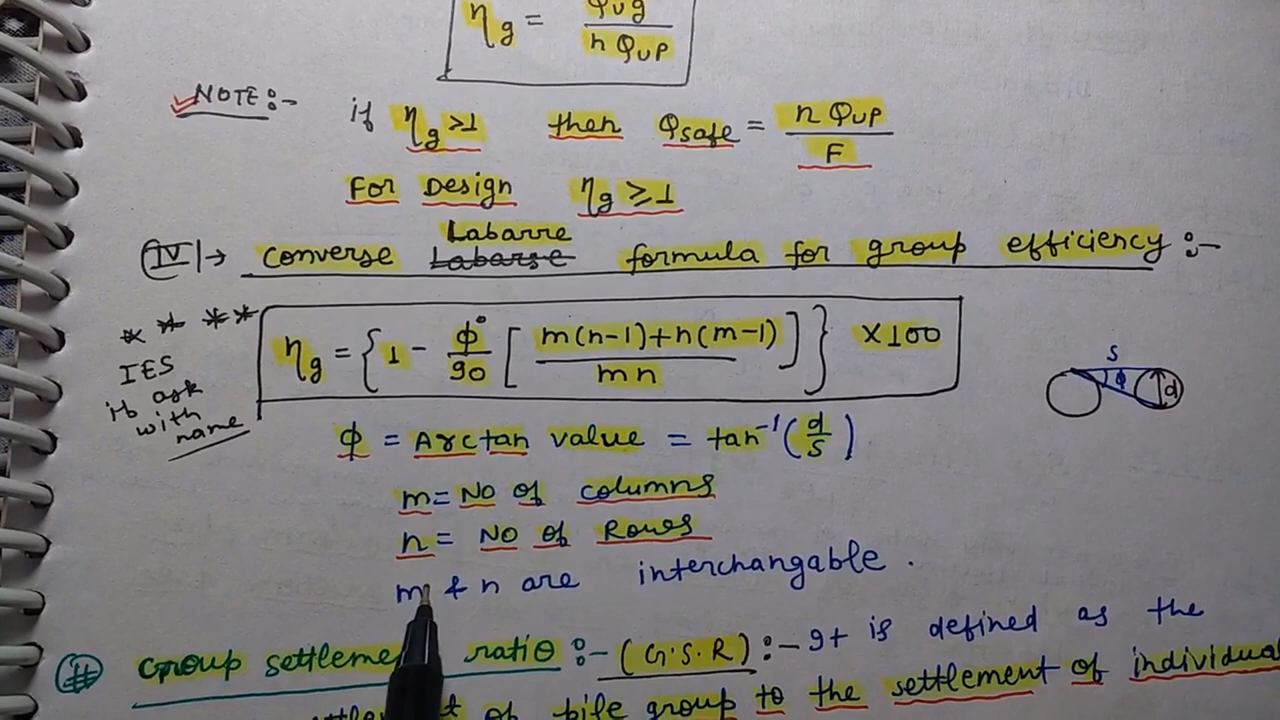 ηg = Qug / n Qup
NOTE:-
if ηg >1 then Qsafe = n Qup / F
For Design ηg ≥ 1
Labarre
(IV) → converse Labarse formula for group efficiency :-
**** ηg = { 1 - φ° / 90 [ m(n-1)+n(m-1) / mn ] } ×100
IES
it ask
with
name
S
φ
d
φ = Arctan value = tan⁻¹(d/s)
m= No of columns
n= No of Rows
m & n are interchangable .
# Group settlement ratio :- (G.S.R) :- It is defined as the
of pile group to the settlement of individual